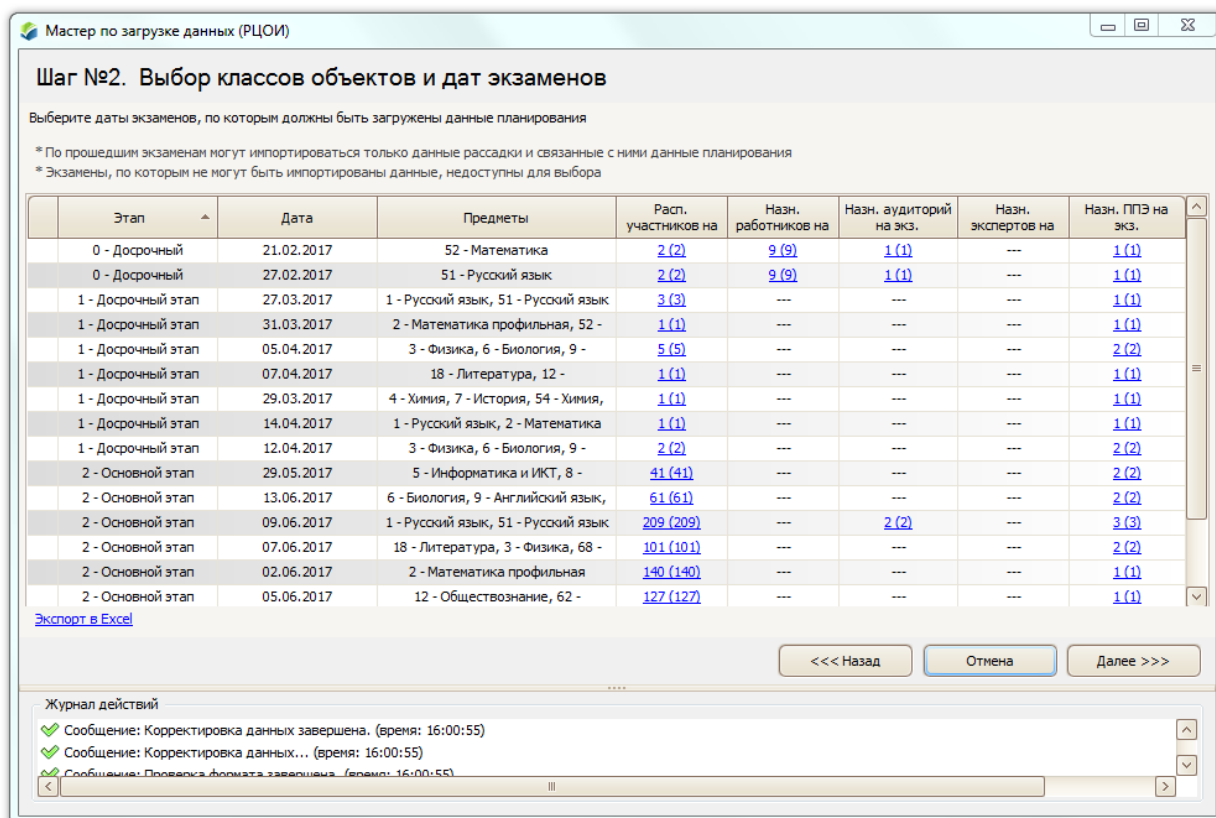 Мастер по загрузке данных (РЦОИ)
Шаг №2. Выбор классов объектов и дат экзаменов
Выберите даты экзаменов, по которым должны быть загружены данные планирования
* По прошедшим экзаменам могут импортироваться только данные рассадки и связанные с ними данные планирования
* Экзамены, по которым не могут быть импортированы данные, недоступны для выбора
Этап Дата Предметы Расп. участников на Назн. работников на Назн. аудиторий на экз. Назн. экспертов на Назн. ППЭ на экз.
0 - Досрочный 21.02.2017 52 - Математика 2 (2) 9 (9) 1 (1) --- 1 (1)
0 - Досрочный 27.02.2017 51 - Русский язык 2 (2) 9 (9) 1 (1) --- 1 (1)
1 - Досрочный этап 27.03.2017 1 - Русский язык, 51 - Русский язык 3 (3) --- --- --- 1 (1)
1 - Досрочный этап 31.03.2017 2 - Математика профильная, 52 - 1 (1) --- --- --- 1 (1)
1 - Досрочный этап 05.04.2017 3 - Физика, 6 - Биология, 9 - 5 (5) --- --- --- 2 (2)
1 - Досрочный этап 07.04.2017 18 - Литература, 12 - 1 (1) --- --- --- 1 (1)
1 - Досрочный этап 29.03.2017 4 - Химия, 7 - История, 54 - Химия, 1 (1) --- --- --- 1 (1)
1 - Досрочный этап 14.04.2017 1 - Русский язык, 2 - Математика 1 (1) --- --- --- 1 (1)
1 - Досрочный этап 12.04.2017 3 - Физика, 6 - Биология, 9 - 2 (2) --- --- --- 2 (2)
2 - Основной этап 29.05.2017 5 - Информатика и ИКТ, 8 - 41 (41) --- --- --- 2 (2)
2 - Основной этап 13.06.2017 6 - Биология, 9 - Английский язык, 61 (61) --- --- --- 2 (2)
2 - Основной этап 09.06.2017 1 - Русский язык, 51 - Русский язык 209 (209) --- 2 (2) --- 3 (3)
2 - Основной этап 07.06.2017 18 - Литература, 3 - Физика, 68 - 101 (101) --- --- --- 2 (2)
2 - Основной этап 02.06.2017 2 - Математика профильная 140 (140) --- --- --- 1 (1)
2 - Основной этап 05.06.2017 12 - Обществознание, 62 - 127 (127) --- --- --- 1 (1)
Экспорт в Excel
<<< Назад Отмена Далее >>>
Журнал действий
Сообщение: Корректировка данных завершена. (время: 16:00:55)
Сообщение: Корректировка данных... (время: 16:00:55)
Сообщение: Проверка формата завершена. (время: 16:00:55)